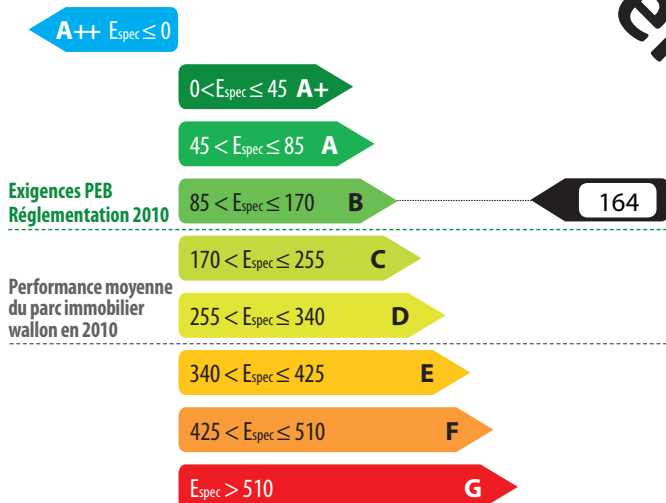 A++ Espec ≤ 0
0<Espec ≤ 45 A+
45 < Espec ≤ 85 A
Exigences PEB
Réglementation 2010
85 < Espec ≤ 170 B
164
170 < Espec ≤ 255 C
Performance moyenne
du parc immobilier
wallon en 2010
255 < Espec ≤ 340 D
340 < Espec ≤ 425 E
425 < Espec ≤ 510 F
Espec > 510 G